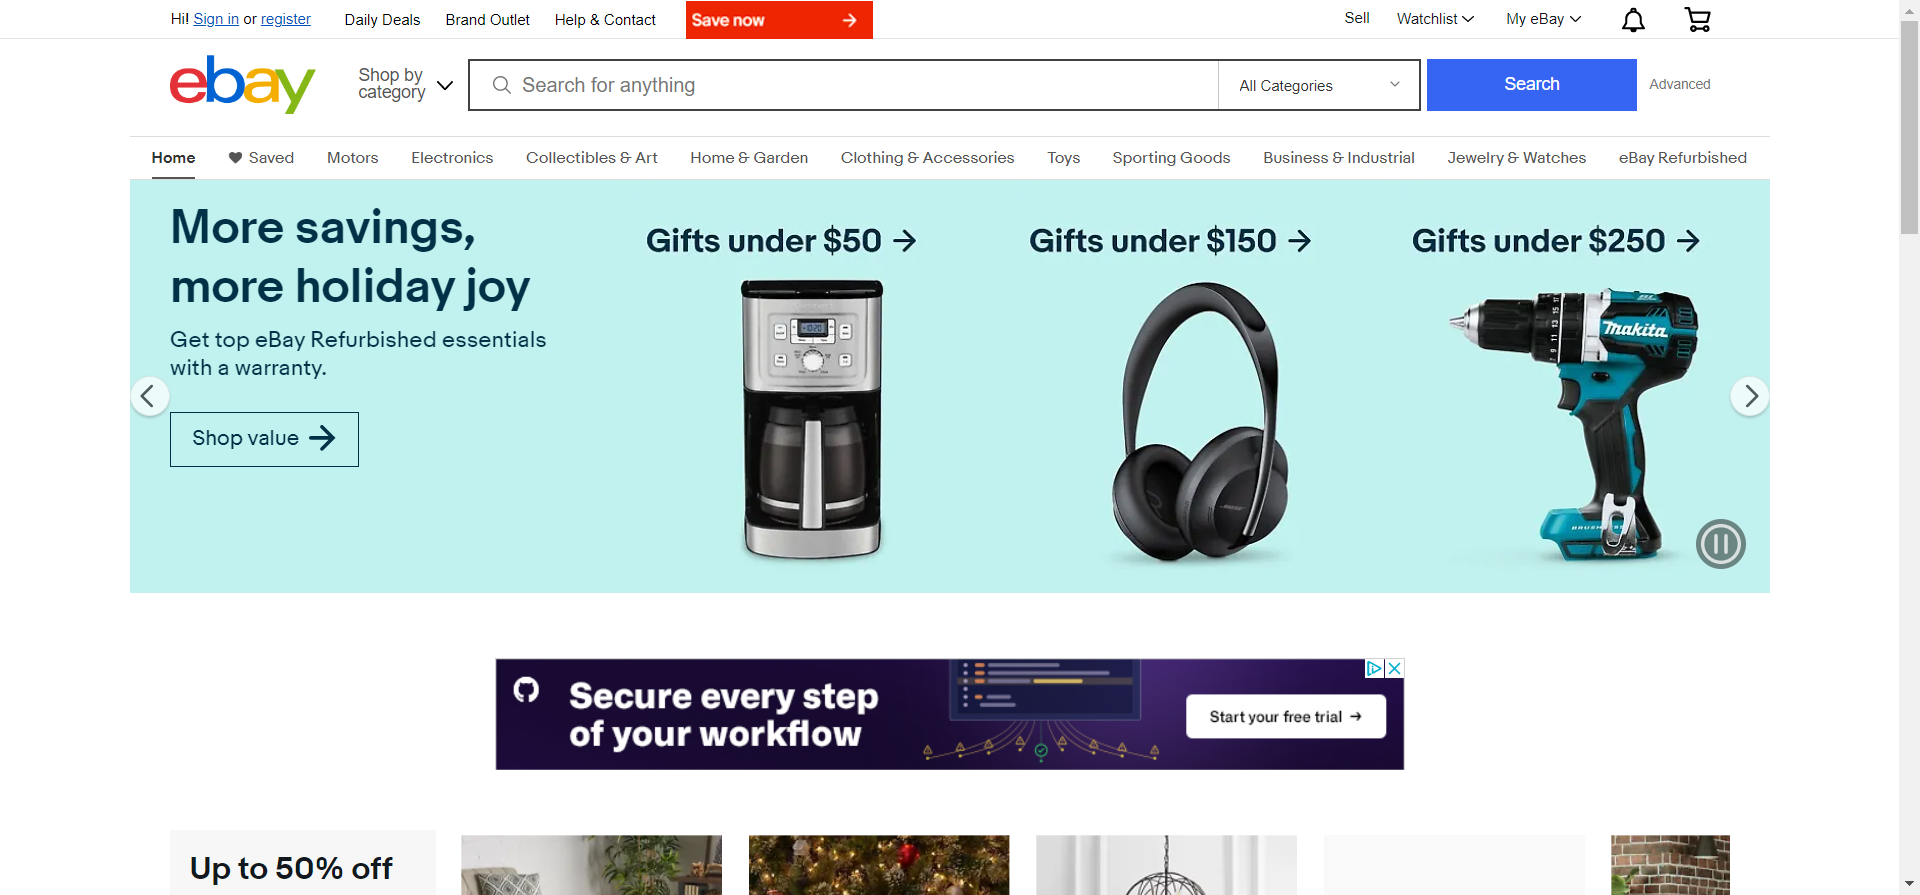 Hi! Sign in or register
Daily Deals
Brand Outlet
Help & Contact
Save now
Sell
Watchlist
My eBay
ebay
Shop by category
Search for anything
All Categories
Search
Advanced
Home
Saved
Motors
Electronics
Collectibles & Art
Home & Garden
Clothing & Accessories
Toys
Sporting Goods
Business & Industrial
Jewelry & Watches
eBay Refurbished
More savings,
more holiday joy
Get top eBay Refurbished essentials
with a warranty.
Shop value
Gifts under $50
Gifts under $150
Gifts under $250
makita
Secure every step
of your workflow
Start your free trial
Up to 50% off